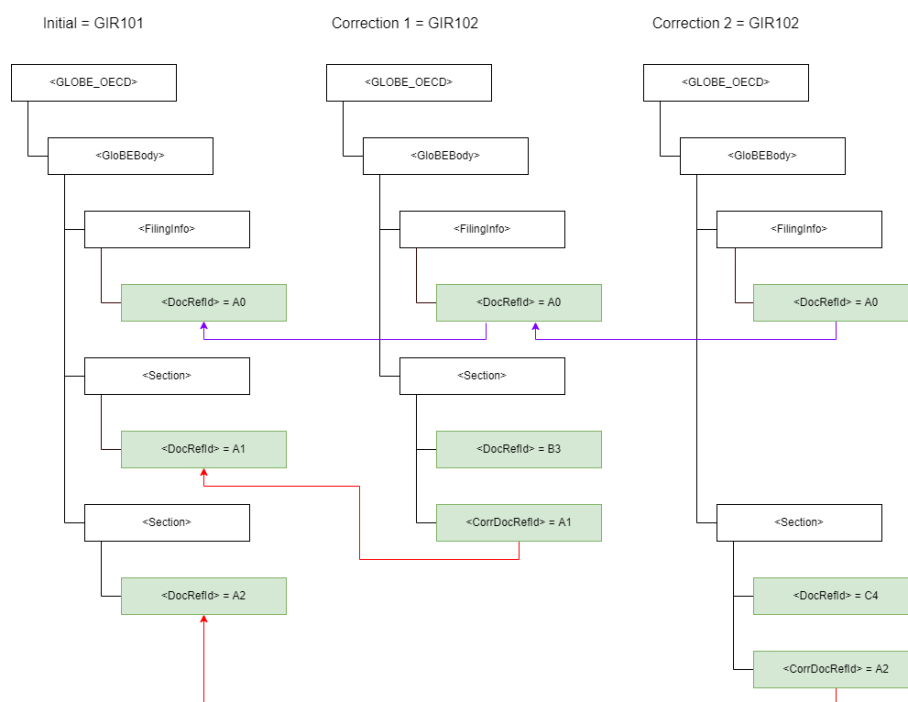 Initial = GIR101
Correction 1 = GIR102
Correction 2 = GIR102
<GLOBE_OECD>
<GLOBE_OECD>
<GLOBE_OECD>
<GloBEBody>
<GloBEBody>
<GloBEBody>
<FilingInfo>
<FilingInfo>
<FilingInfo>
<DocRefId> = A0
<DocRefId> = A0
<DocRefId> = A0
<Section>
<Section>
<DocRefId> = A1
<DocRefId> = B3
<Section>
<CorrDocRefId> = A1
<Section>
<DocRefId> = A2
<DocRefId> = C4
<CorrDocRefId> = A2